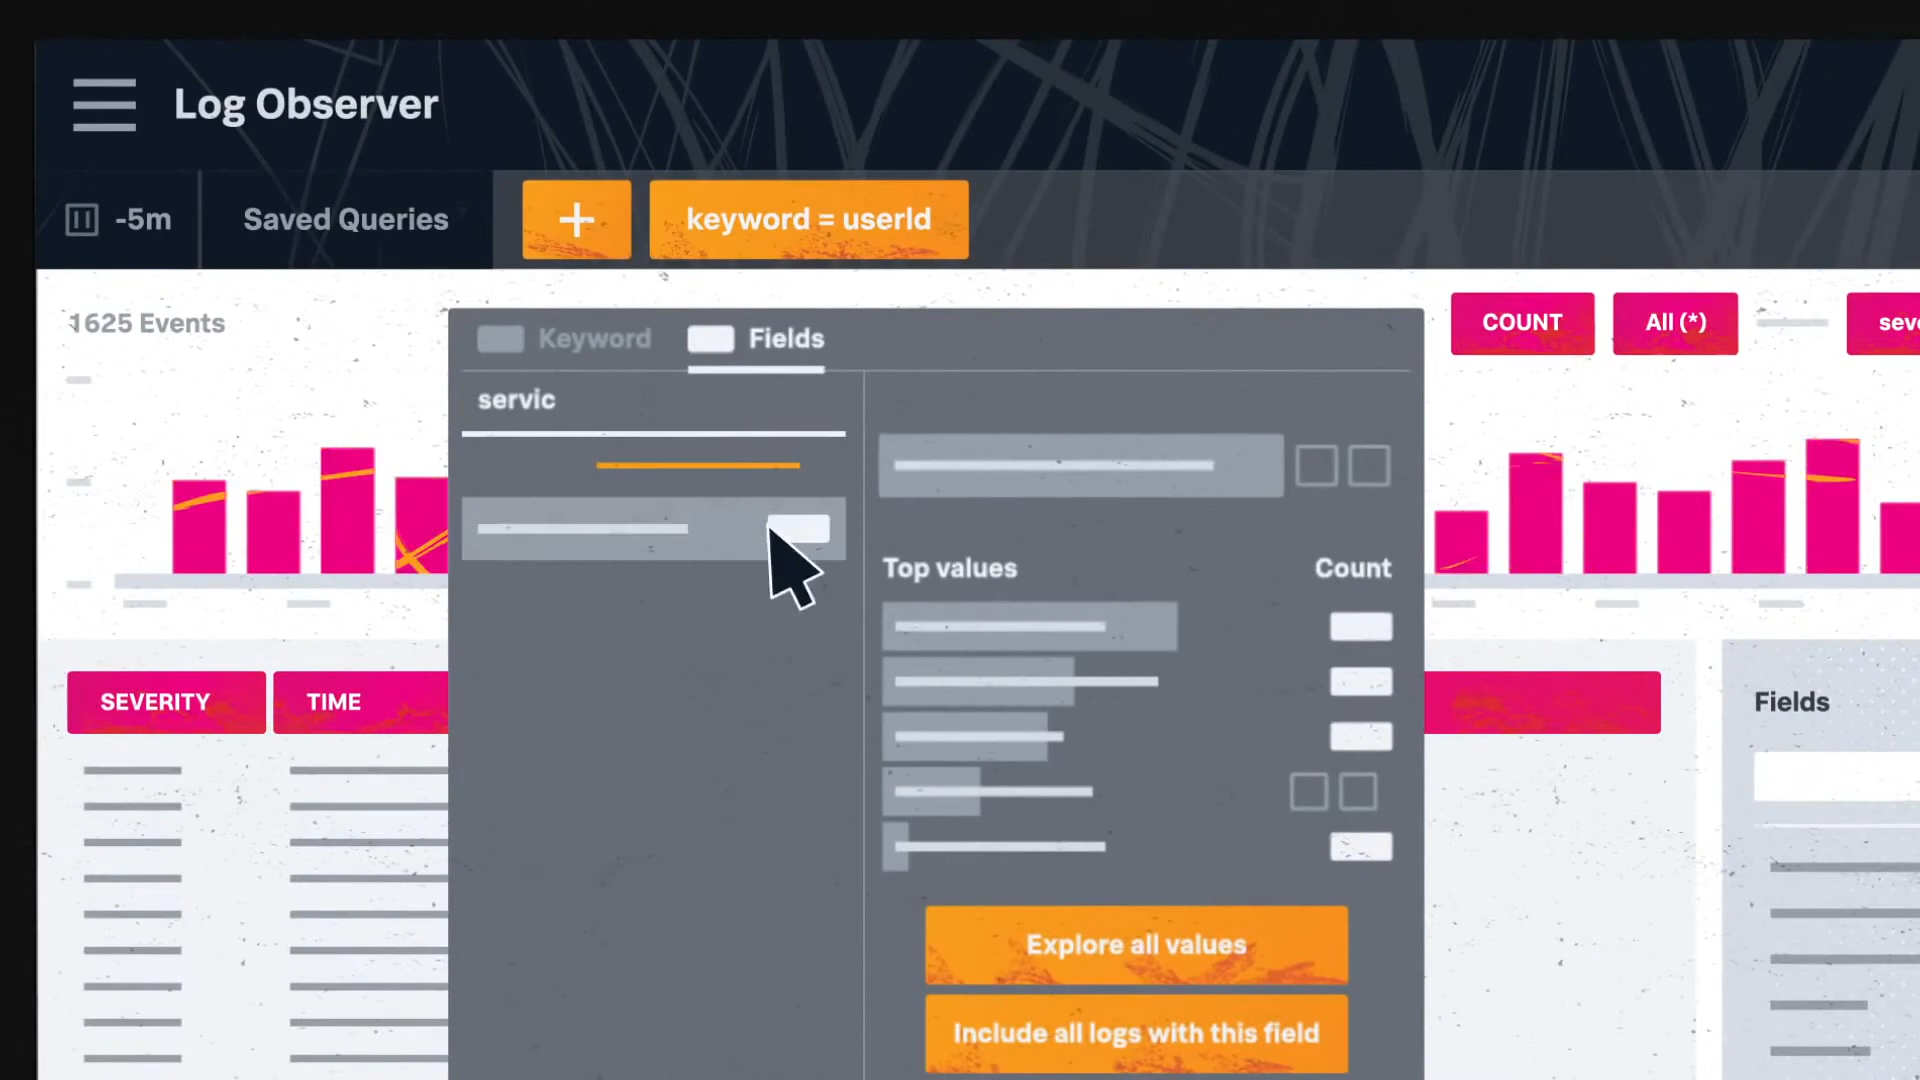 Log Observer
-5m
Saved Queries
+
keyword = userId
1625 Events
Keyword
Fields
COUNT
All (*)
seve
servic
Top values
Count
SEVERITY
TIME
Fields
Explore all values
Include all logs with this field